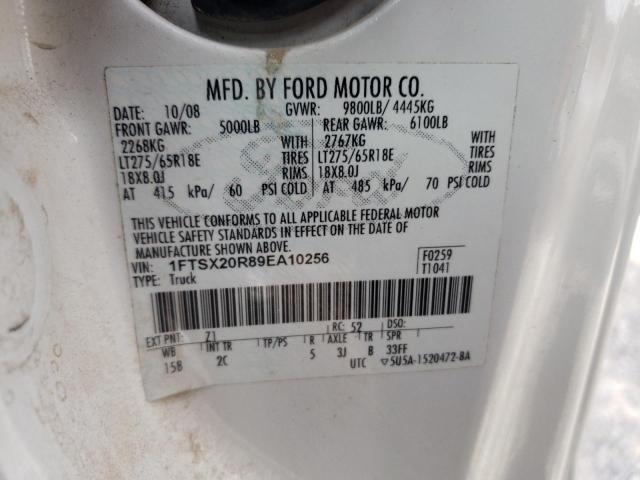 MFD. BY FORD MOTOR CO.
DATE: 10/08 GVWR: 9800LB/ 4445KG
FRONT GAWR: 5000LB REAR GAWR: 6100LB
2268KG WITH 2767KG WITH
LT275/65R18E TIRES LT275/65R18E TIRES
18X8.0J RIMS 18X8.0J RIMS
AT 415 kPa/ 60 PSI COLD AT 485 kPa/ 70 PSI COLD
THIS VEHICLE CONFORMS TO ALL APPLICABLE FEDERAL MOTOR
VEHICLE SAFETY STANDARDS IN EFFECT ON THE DATE OF
MANUFACTURE SHOWN ABOVE.
VIN: 1FTSX20R89EA10256 F0259
TYPE: Truck T1041
EXT PNT: Z1 RC: 52 DSO:
WB INT TR TP/PS R AXLE TR SPR
158 2C 5 3J B 33FF
UTC ▽5U5A-1520472-BA